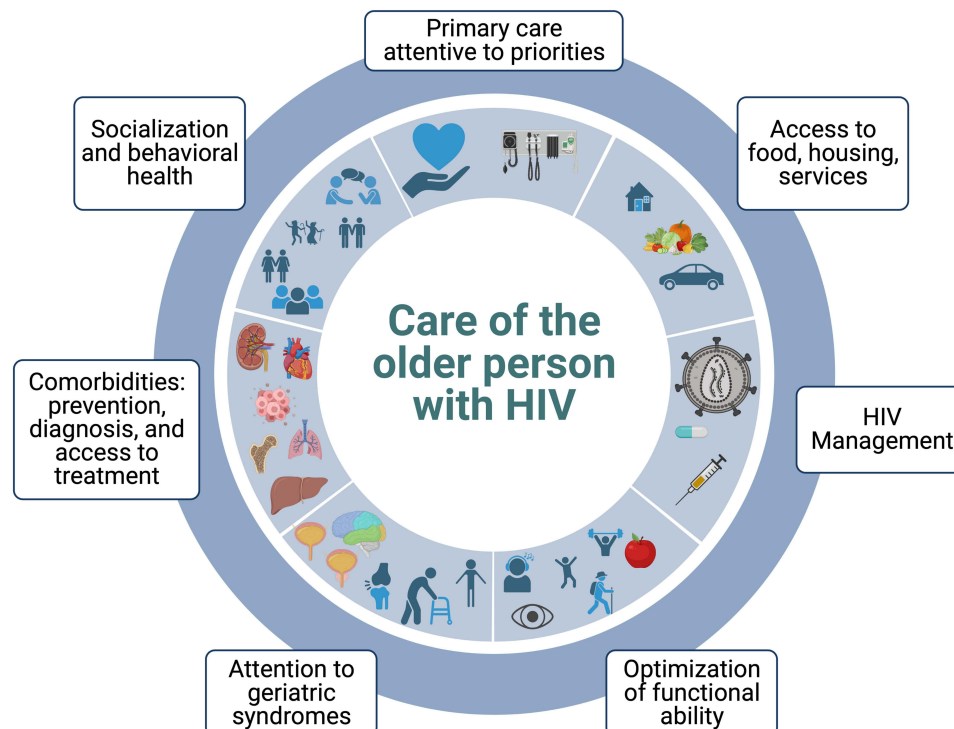 Primary care
attentive to priorities
Socialization
and behavioral
health
Access to
food, housing,
services
Care of the
older person
with HIV
Comorbidities:
prevention,
diagnosis, and
access to
treatment
HIV
Management
Attention to
geriatric
syndromes
Optimization
of functional
ability